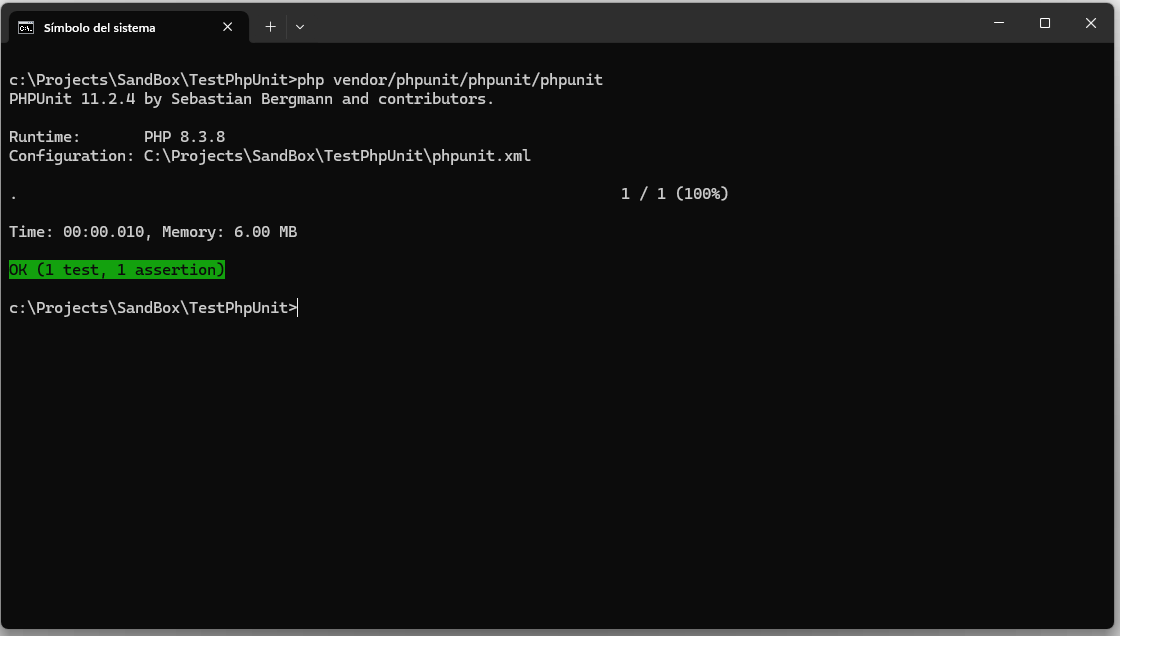 Símbolo del sistema
c:\Projects\SandBox\TestPhpUnit>php vendor/phpunit/phpunit/phpunit
PHPUnit 11.2.4 by Sebastian Bergmann and contributors.
Runtime:       PHP 8.3.8
Configuration: C:\Projects\SandBox\TestPhpUnit\phpunit.xml
.                                                                   1 / 1 (100%)
Time: 00:00.010, Memory: 6.00 MB
OK (1 test, 1 assertion)
c:\Projects\SandBox\TestPhpUnit>